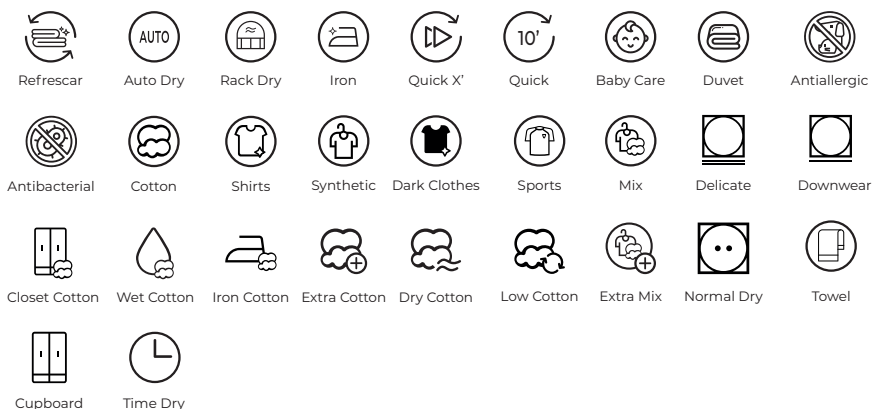 AUTO
10'
Refrescar Auto Dry Rack Dry Iron Quick X' Quick Baby Care Duvet Antiallergic
Antibacterial Cotton Shirts Synthetic Dark Clothes Sports Mix Delicate Downwear
Closet Cotton Wet Cotton Iron Cotton Extra Cotton Dry Cotton Low Cotton Extra Mix Normal Dry Towel
Cupboard Time Dry